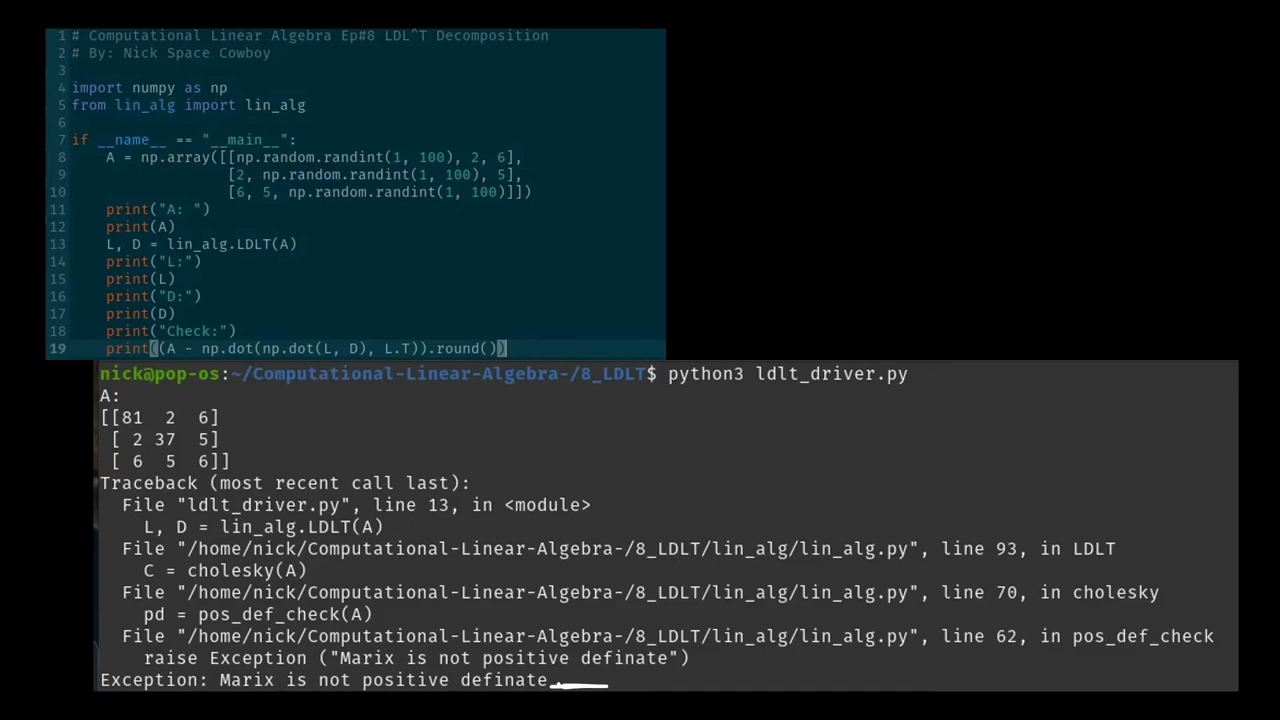 1 # Computational Linear Algebra Ep#8 LDL^T Decomposition
2 # By: Nick Space Cowboy
3
4 import numpy as np
5 from lin_alg import lin_alg
6
7 if __name__ == "__main__":
8 A = np.array([[np.random.randint(1, 100), 2, 6],
9 [2, np.random.randint(1, 100), 5],
10 [6, 5, np.random.randint(1, 100)]])
11 print("A: ")
12 print(A)
13 L, D = lin_alg.LDLT(A)
14 print("L:")
15 print(L)
16 print("D:")
17 print(D)
18 print("Check:")
19 print((A - np.dot(np.dot(L, D), L.T)).round())
nick@pop-os:~/Computational-Linear-Algebra-/8_LDLT$ python3 ldlt_driver.py
A:
[[81 2 6]
[ 2 37 5]
[ 6 5 6]]
Traceback (most recent call last):
File "ldlt_driver.py", line 13, in <module>
L, D = lin_alg.LDLT(A)
File "/home/nick/Computational-Linear-Algebra-/8_LDLT/lin_alg/lin_alg.py", line 93, in LDLT
C = cholesky(A)
File "/home/nick/Computational-Linear-Algebra-/8_LDLT/lin_alg/lin_alg.py", line 70, in cholesky
pd = pos_def_check(A)
File "/home/nick/Computational-Linear-Algebra-/8_LDLT/lin_alg/lin_alg.py", line 62, in pos_def_check
raise Exception ("Marix is not positive definate")
Exception: Marix is not positive definate